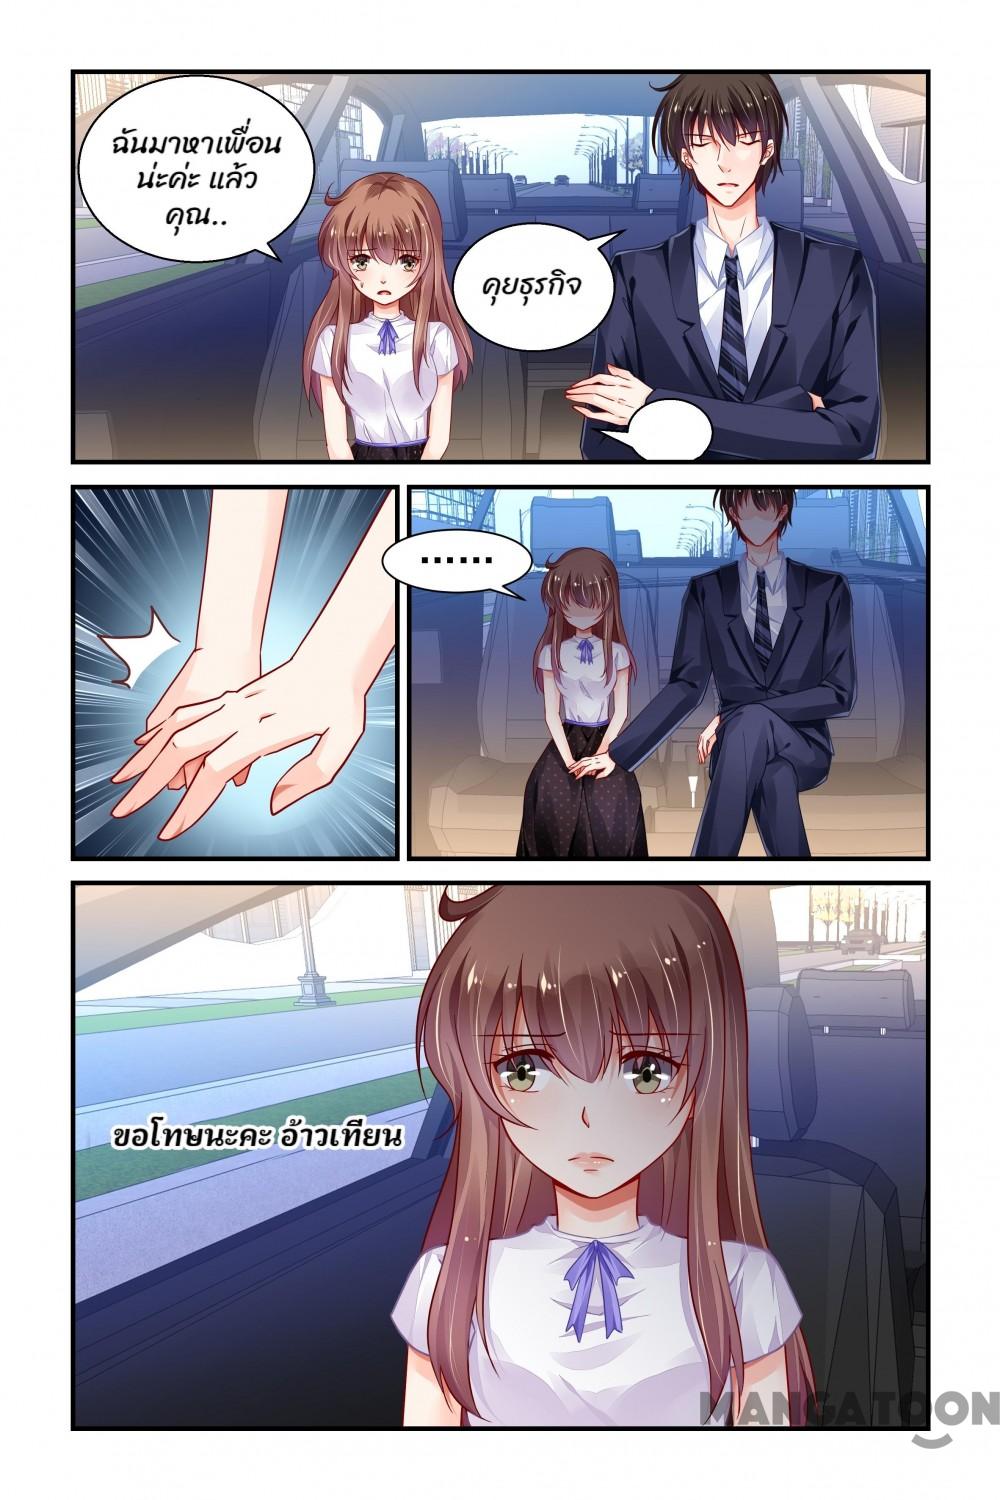 ฉันมาหาเพื่อน
น่ะค่ะ แล้ว
คุณ..
คุยธุรกิจ
......
ขอโทษนะคะ อ้าวเทียน
MANGATOON